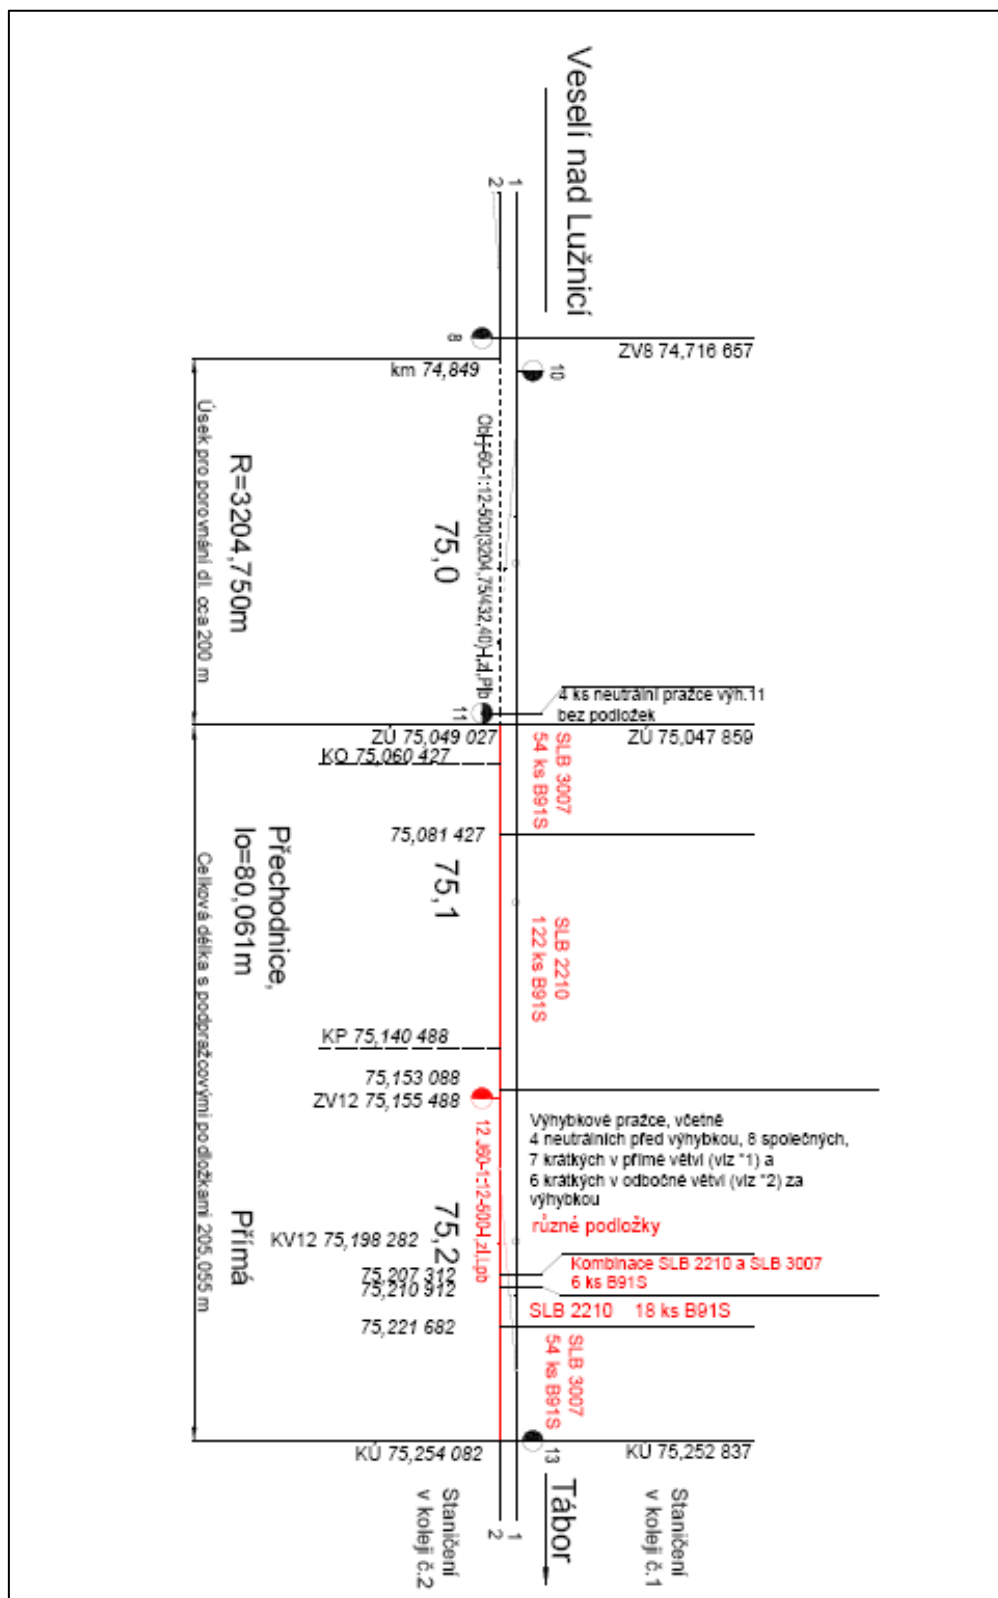 Veselí nad Lužnicí
1
2
8
ZV8 74,716 657
km 74,849
10
Úsek pro porovnání dl. cca 200 m
R=3204,750m
75,0
Obl-j-60-1:12-500(3204,75/432,40)-I,zl,Plb
11
4 ks neutrální pražce výh.11
bez podložek
ZÚ 75,049 027
ZÚ 75,047 859
KO 75,060 427
SLB 3007
54 ks B91S
75,081 427
75,1
Přechodnice,
lo=80,061m
Celková délka s podpražcovými podložkami 205,055 m
SLB 2210
122 ks B91S
KP 75,140 488
75,153 088
ZV12 75,155 488
12 J60-1:12-500-I,zl,Lpb
Výhybkové pražce, včetně
4 neutrálních před výhybkou, 8 společných,
7 krátkých v přímé větvi (viz *1) a
6 krátkých v odbočné větvi (viz *2) za
výhybkou
různé podložky
Přímá
75,2
KV12 75,198 282
75,207 312
75,210 912
Kombinace SLB 2210 a SLB 3007
6 ks B91S
SLB 2210 18 ks B91S
75,221 682
SLB 3007
54 ks B91S
KÚ 75,254 082
13
KÚ 75,252 837
Staničení
v koleji č.2
2
1
Tábor
Staničení
v koleji č.1